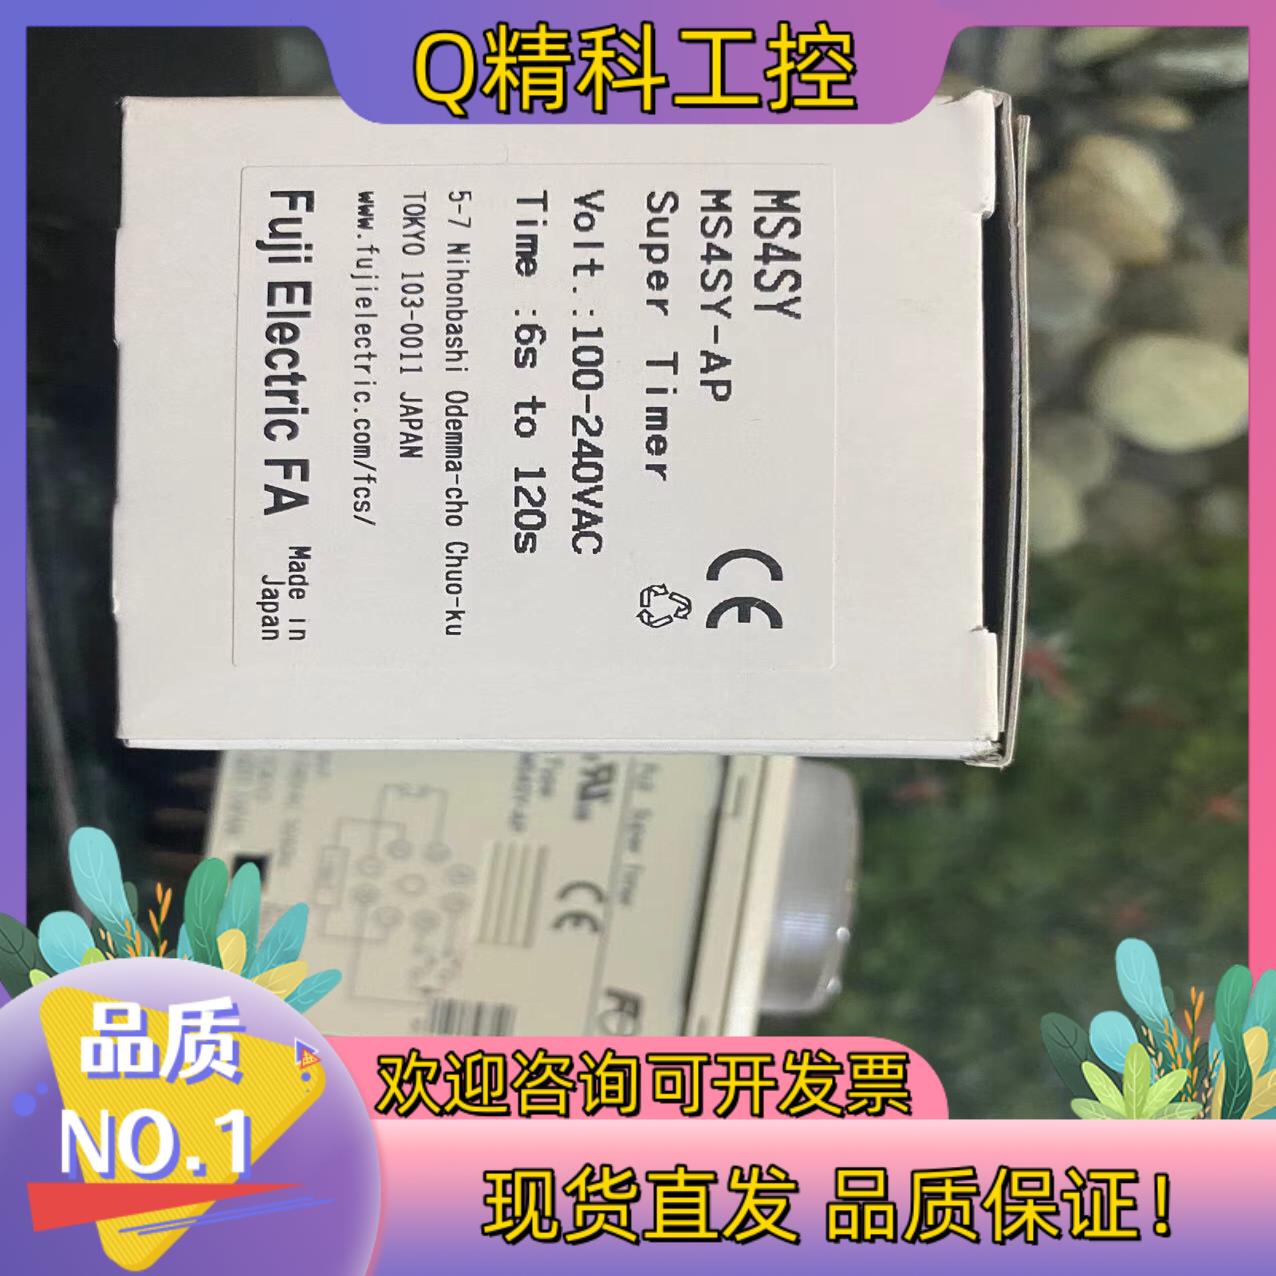 Q精科工控
MS4SY
MS4SY-AP
Super Timer
CE
Volt.:100-240VAC
Time :6s to 120s
5-7 Nihonbashi Odemma-cho Chuo-ku
TOKYO 103-0011 JAPAN
www.fujielectric.com/fcs/
Fuji Electric FA
Made in
Japan
Type
CE
品质
NO.1
欢迎咨询可开发票
现货直发 品质保证!